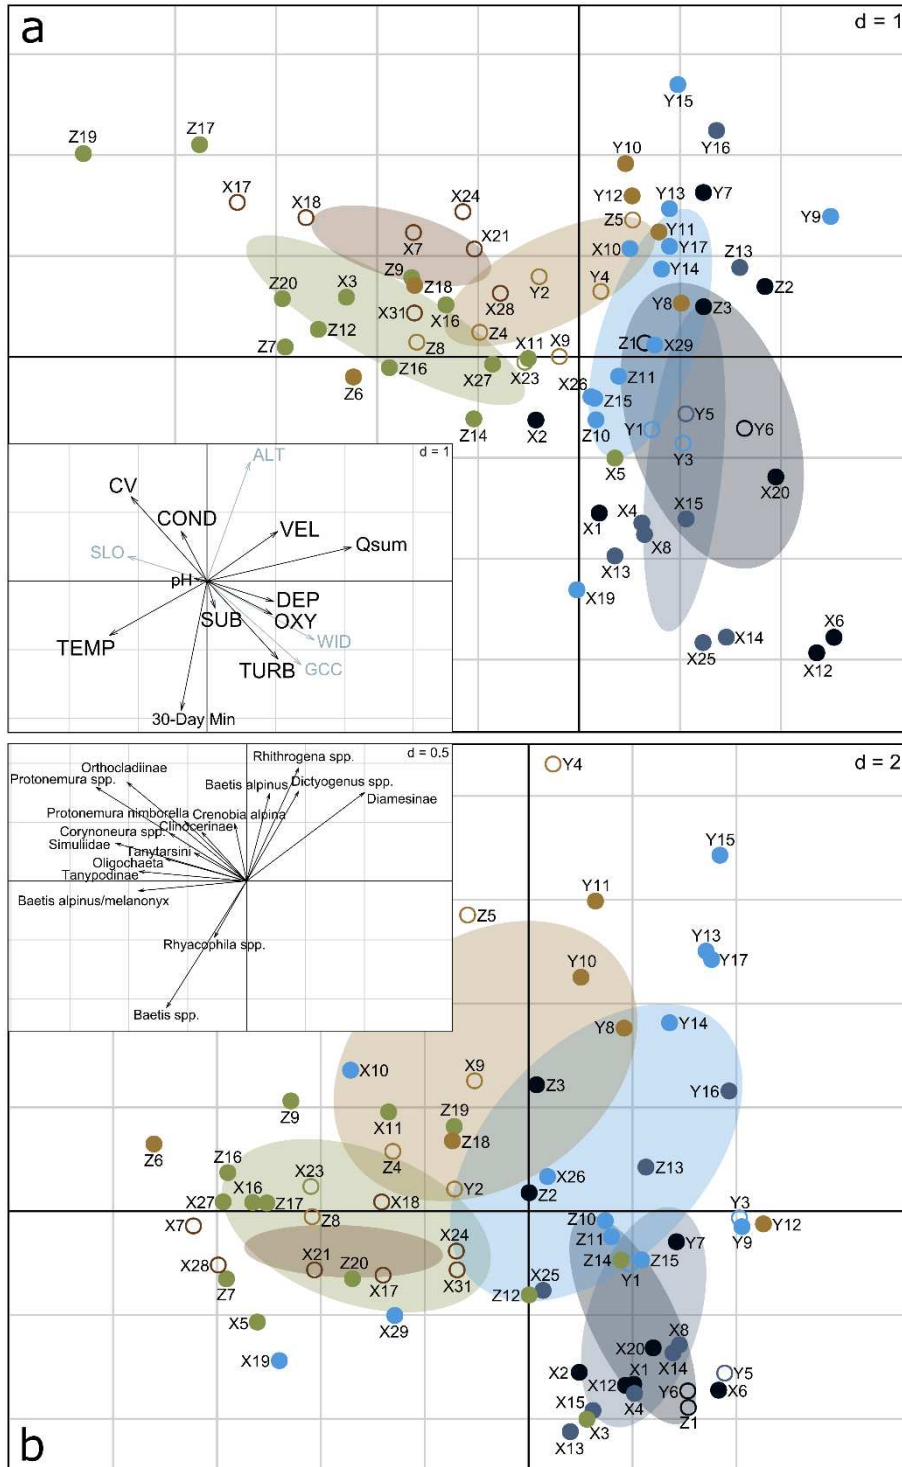 a
d = 1
Y15
Z17
Z19
Y16
Y10
X17
X18
X24
Y12
Y13
Y7
Z5
Y11
Y9
X7
X21
X10
Y17
Z13
Z9
Y14
Z2
Z20
X3
Z18
Y2
Y4
X28
Y8
Z3
X31
X16
Z12
Z4
Z8
X11
X9
Z1
X29
Z7
Z16
X27
X23
Z11
X26
Z6
Z15
Y5
Z14
X2
Z10
Y1
Y6
Y3
X5
X20
X4
X15
X1
X8
X13
X19
X6
X14
X25
X12
d = 1
ALT
CV
COND
VEL
Qsum
SLO
pH
DEP
SUB
OXY
TEMP
WID
TURB
GCC
30-Day Min
d = 0.5
Rhithrogena spp.
Orthocladiinae
Protonemura spp.
Baetis alpinus
Dictyogenus spp.
Diamesinae
Protonemura nimborella
Crenobia alpina
Clinocerinae
Corynoneura spp.
Simuliidae
Tanytarsini
Oligochaeta
Tanypodinae
Baetis alpinus/melanonyx
Rhyacophila spp.
Baetis spp.
d = 2
Y4
Y15
Y11
Z5
Y13
Y17
Y10
Y8
Y14
X10
X9
Z3
Y16
Z9
X11
Z19
Z6
Z18
Z16
Z4
Z13
X23
X26
X16
Y2
Z2
X27
Z17
X18
Y3
X7
Z8
Z10
Y12
Y9
X24
Z11
Y7
X21
X28
Z20
Z14
Z15
Z7
X17
X31
X25
Y1
Z12
X5
X29
X8
X19
X20
X14
X2
X1
Y5
X12
Y6
X6
X15
X4
Z1
X3
X13
b